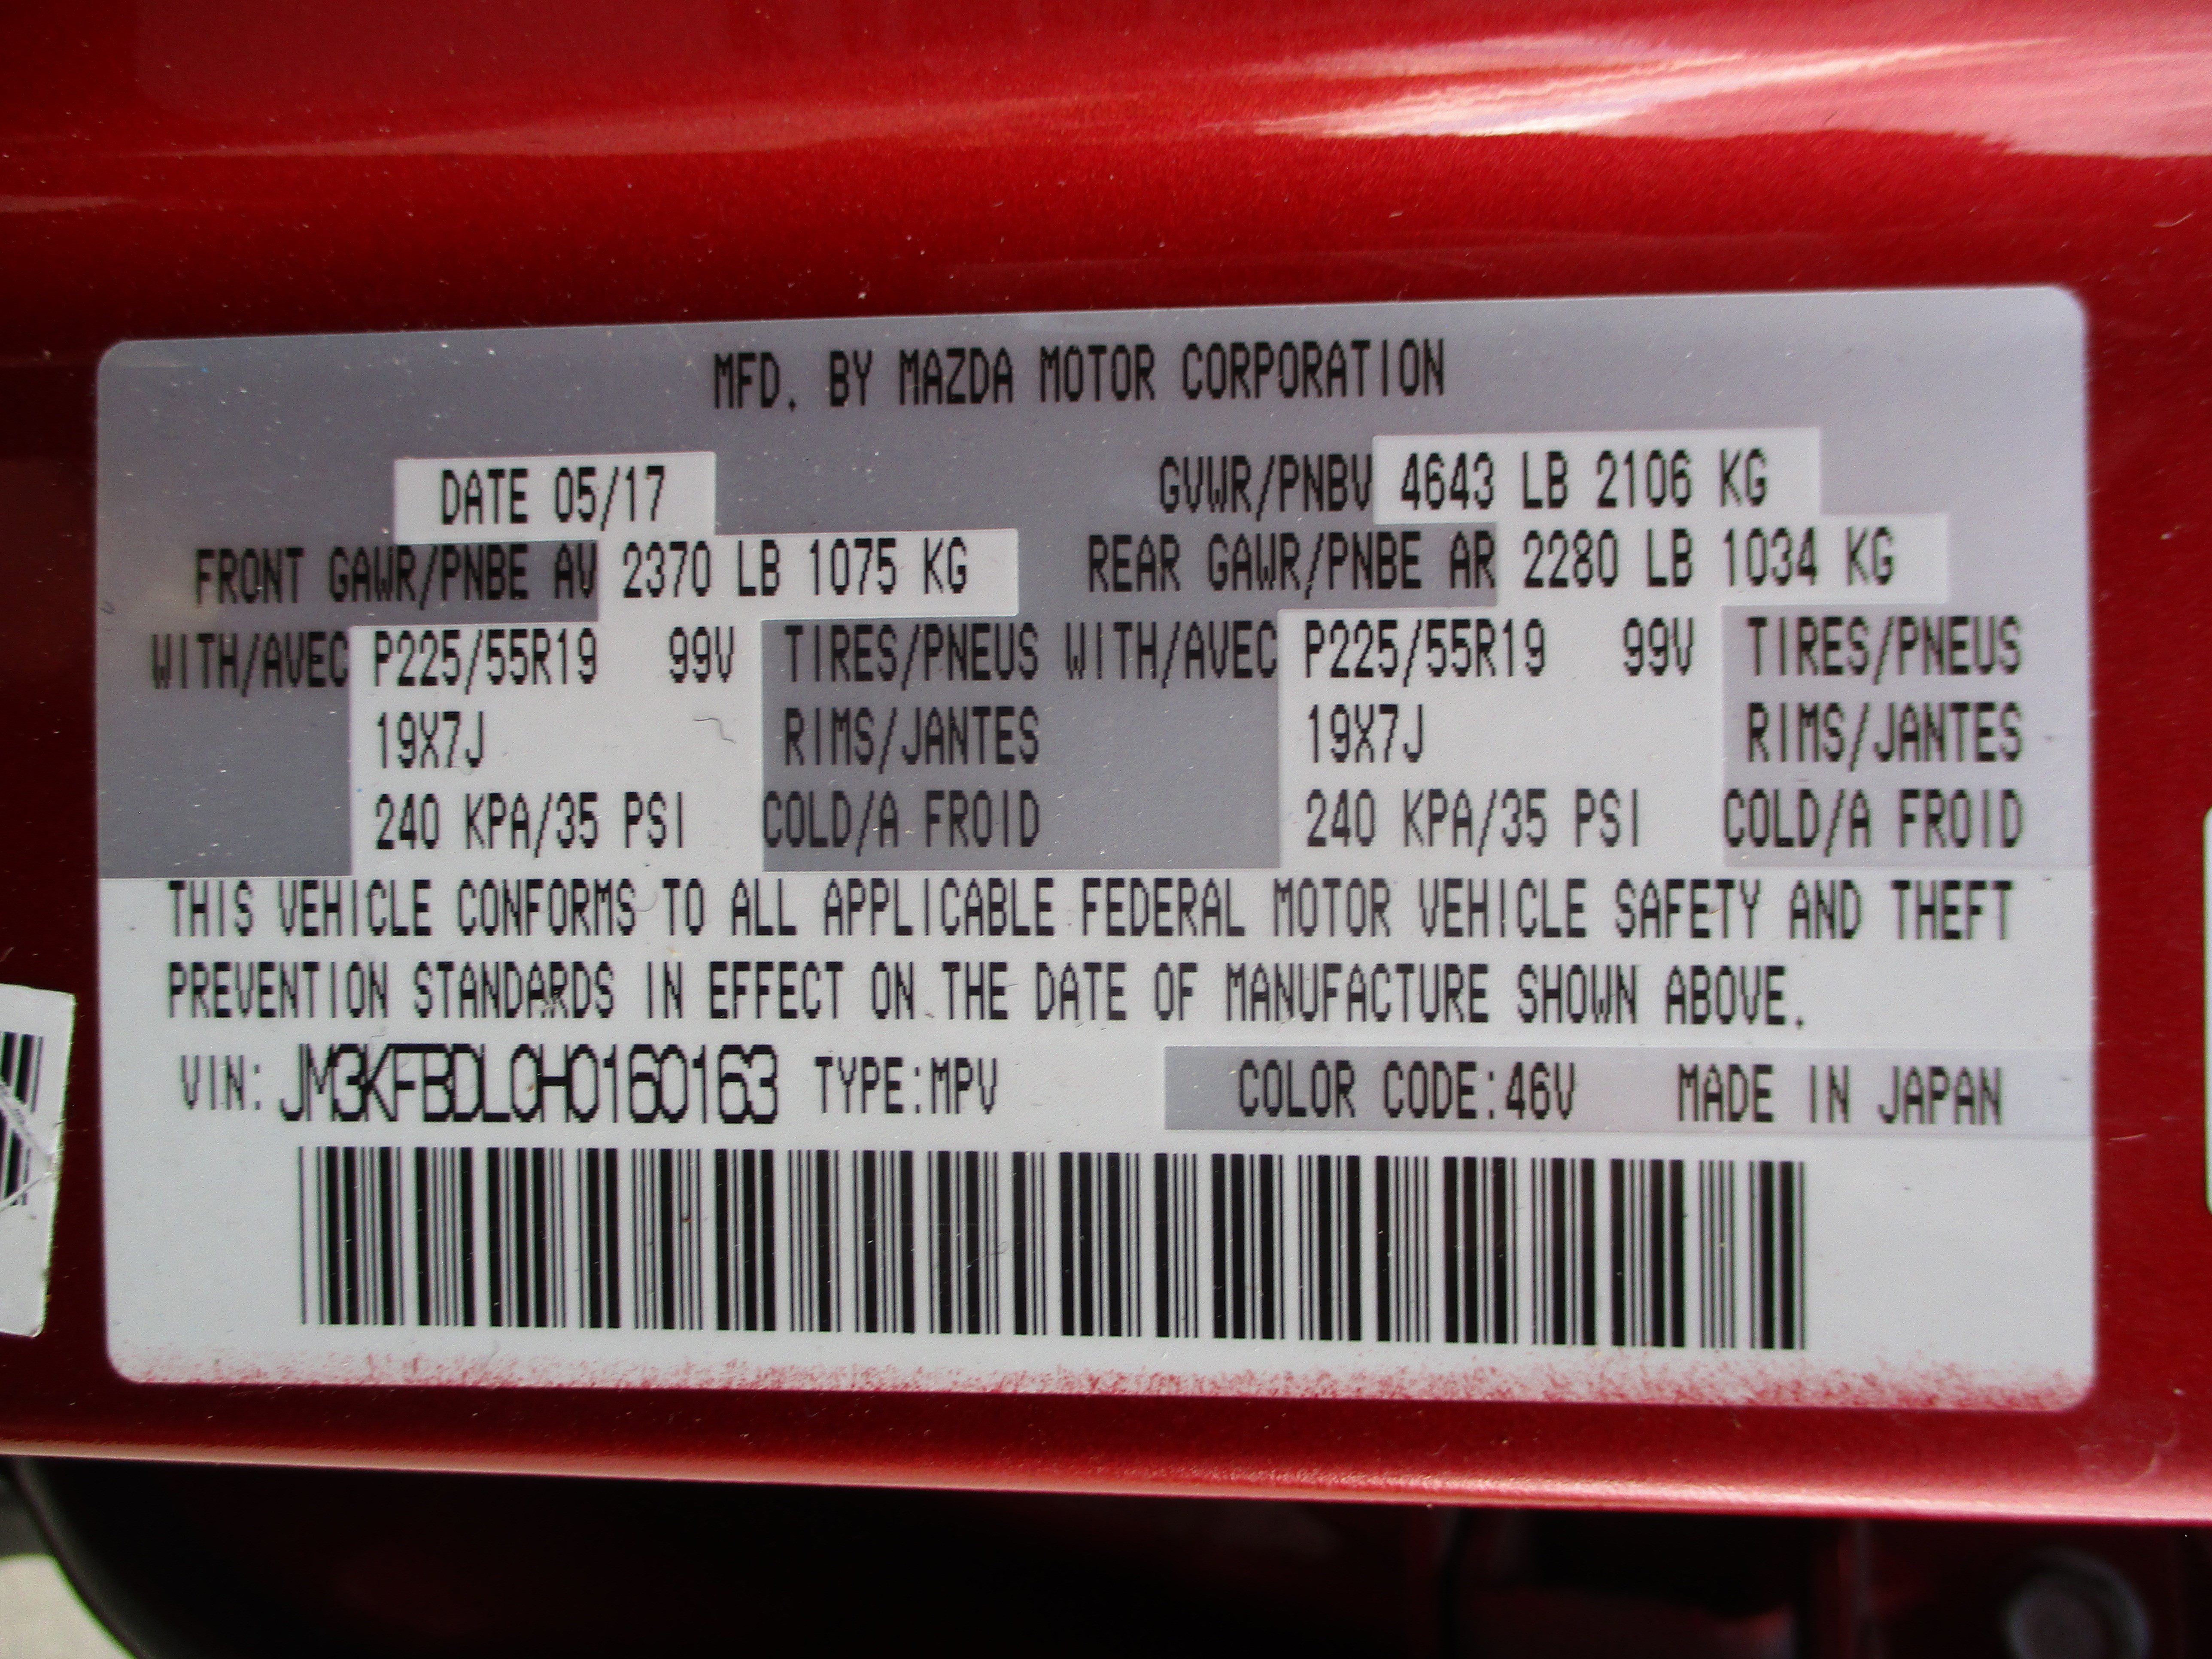 MFD. BY MAZDA MOTOR CORPORATION
DATE 05/17 GVWR/PNBV 4643 LB 2106 KG
FRONT GAWR/PNBE AV 2370 LB 1075 KG REAR GAWR/PNBE AR 2280 LB 1034 KG
WITH/AVEC P225/55R19 99V TIRES/PNEUS WITH/AVEC P225/55R19 99V TIRES/PNEUS
19X7J RIMS/JANTES 19X7J RIMS/JANTES
240 KPA/35 PSI COLD/A FROID 240 KPA/35 PSI COLD/A FROID
THIS VEHICLE CONFORMS TO ALL APPLICABLE FEDERAL MOTOR VEHICLE SAFETY AND THEFT
PREVENTION STANDARDS IN EFFECT ON THE DATE OF MANUFACTURE SHOWN ABOVE.
VIN: JM3KFBDL0H0160163 TYPE:MPV COLOR CODE:46V MADE IN JAPAN